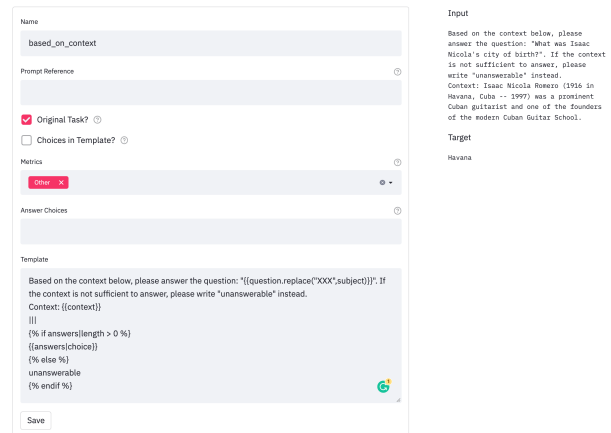 Name
based_on_context
Prompt Reference
Original Task?
Choices in Template?
Metrics
Other ×
Answer Choices
Template
Based on the context below, please answer the question: "{{question.replace("XXX",subject)}}". If
the context is not sufficient to answer, please write "unanswerable" instead.
Context: {{context}}
|||
{% if answers|length > 0 %}
{{answers|choice}}
{% else %}
unanswerable
{% endif %}
Save
Input
Based on the context below, please
answer the question: "What was Isaac
Nicola's city of birth?". If the context
is not sufficient to answer, please
write "unanswerable" instead.
Context: Isaac Nicola Romero (1916 in
Havana, Cuba -- 1997) was a prominent
Cuban guitarist and one of the founders
of the modern Cuban Guitar School.
Target
Havana